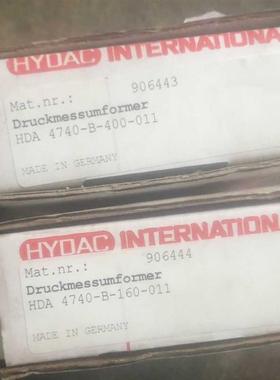 HYDAC INTERNATIONAL
Mat.nr.: 906443
Druckmessumformer
HDA 4740-B-400-011
MADE IN GERMANY
HYDAC INTERNATIONA
Mat.nr.: 906444
Druckmessumformer
HDA 4740-B-160-011
MADE IN GERMANY